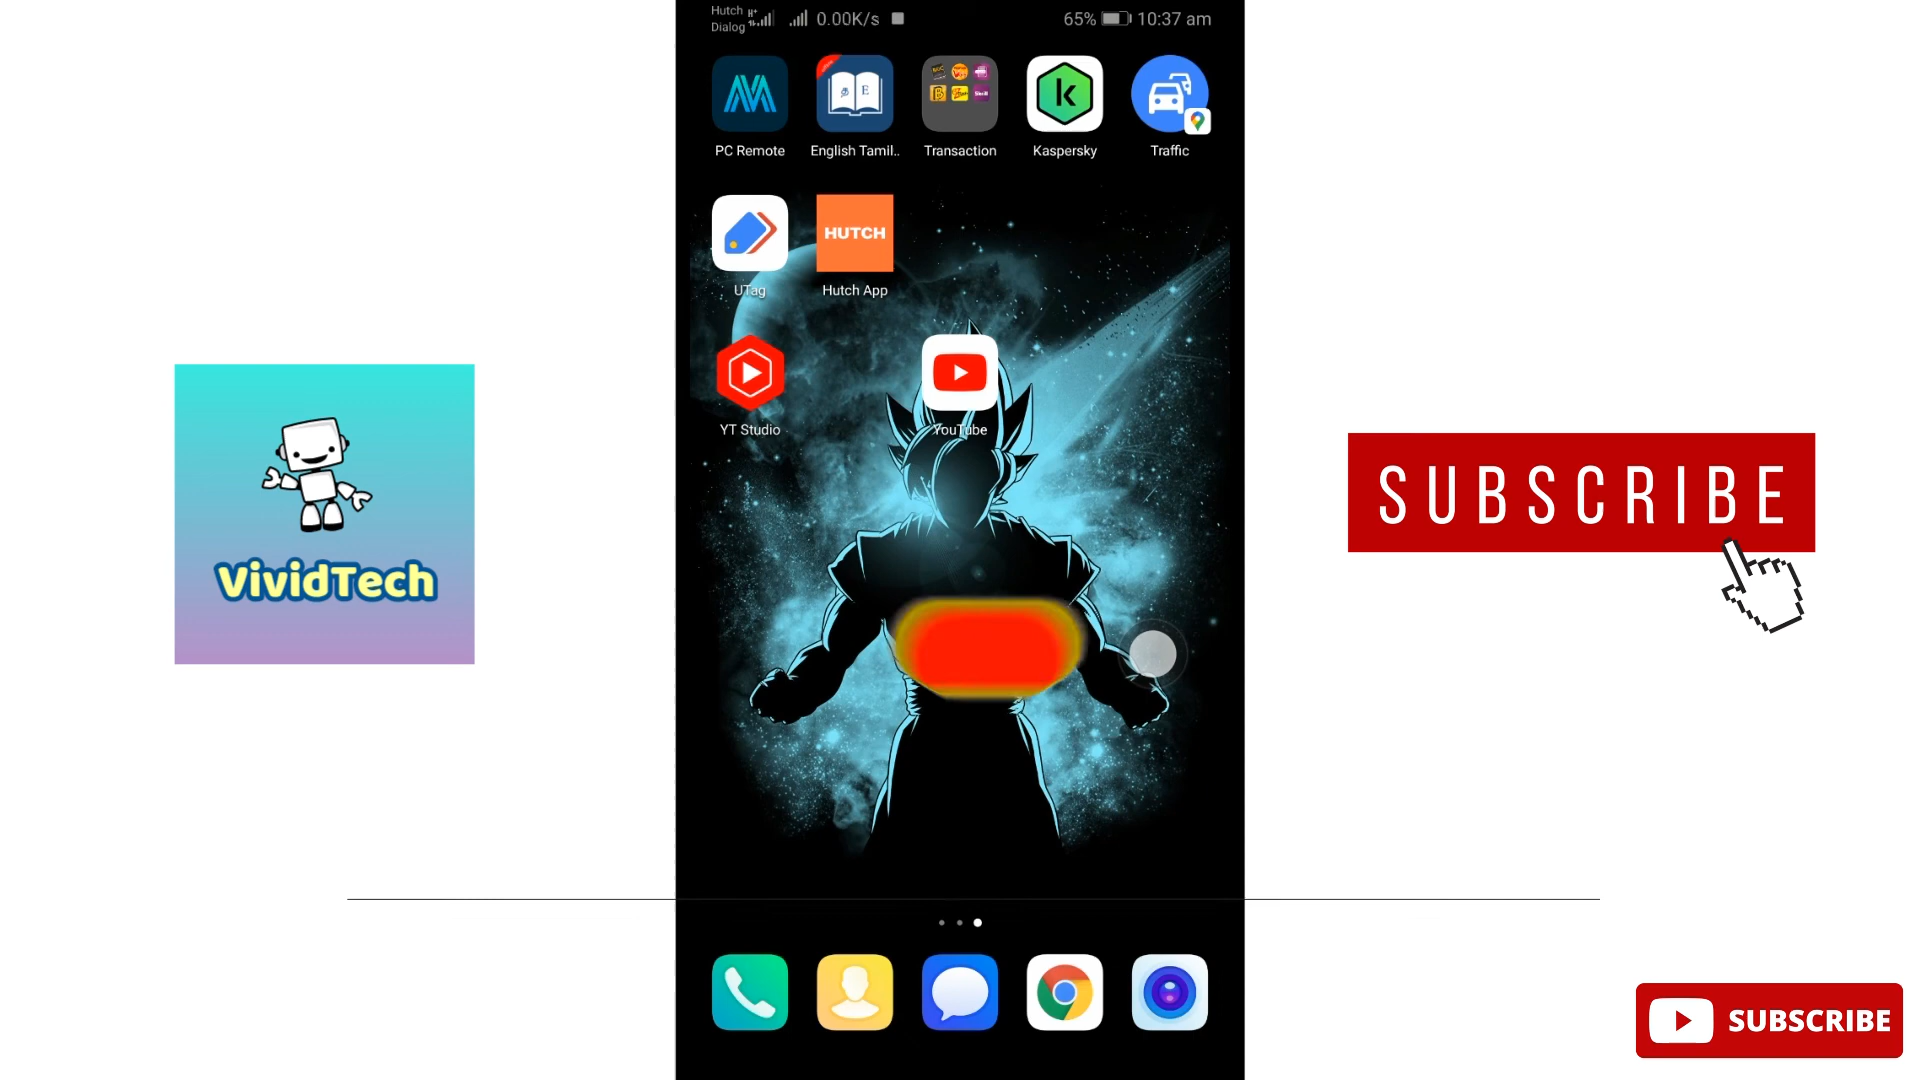 Hutch
Dialog
H+
0.00K/s
65%
10:37 am
PC Remote
English Tamil..
Transaction
Kaspersky
Traffic
E
k
HUTCH
UTag
Hutch App
YT Studio
YouTube
VividTech
SUBSCRIBE
SUBSCRIBE